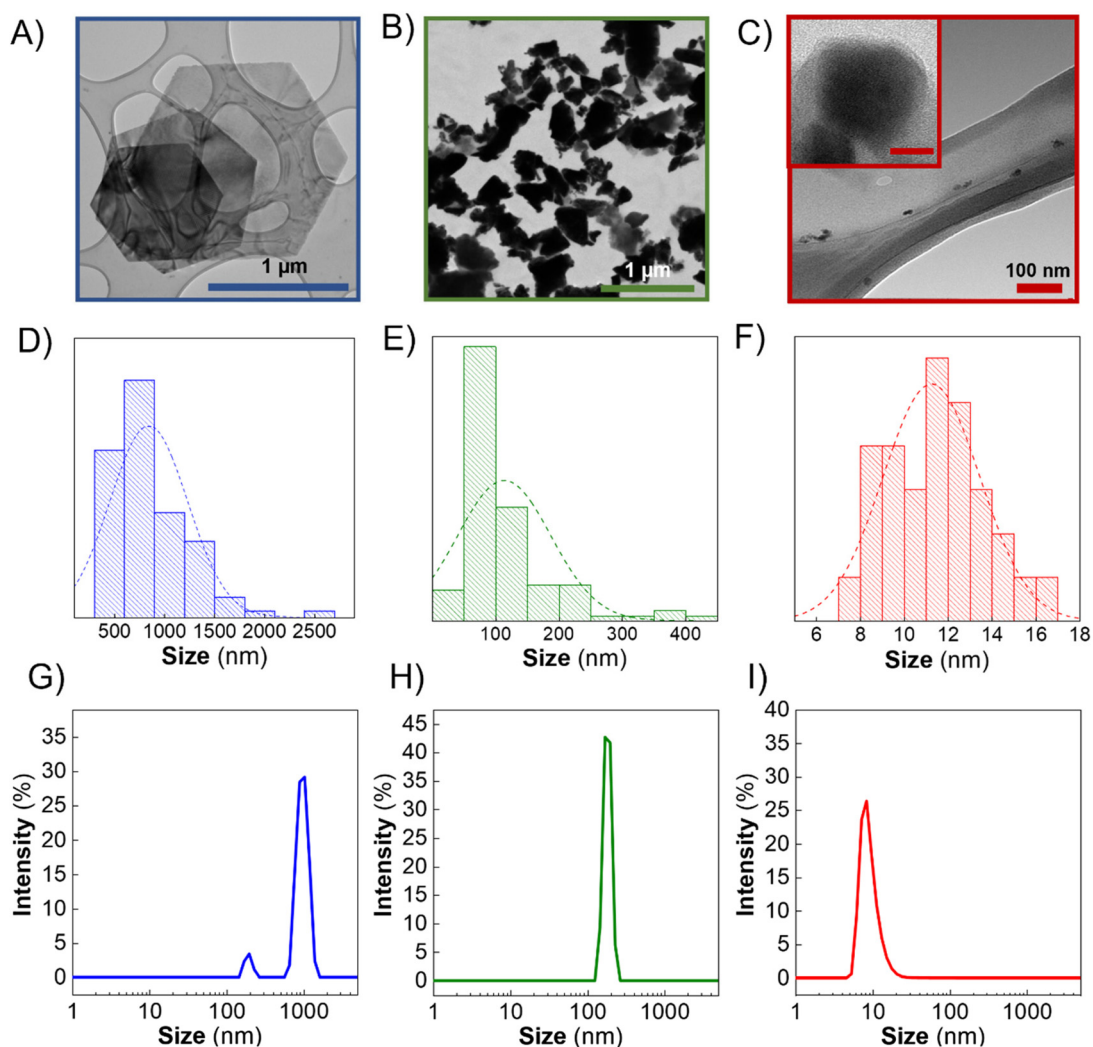 A)
B)
C)
1 µm
1 µm
100 nm
D)
E)
F)
500 1000 1500 2000 2500
100 200 300 400
6 8 10 12 14 16 18
Size (nm)
Size (nm)
Size (nm)
G)
H)
I)
35
30
25
20
15
10
5
0
Intensity (%)
1 10 100 1000
Size (nm)
45
40
35
30
25
20
15
10
5
0
Intensity (%)
1 10 100 1000
Size (nm)
40
35
30
25
20
15
10
5
0
Intensity (%)
1 10 100 1000
Size (nm)